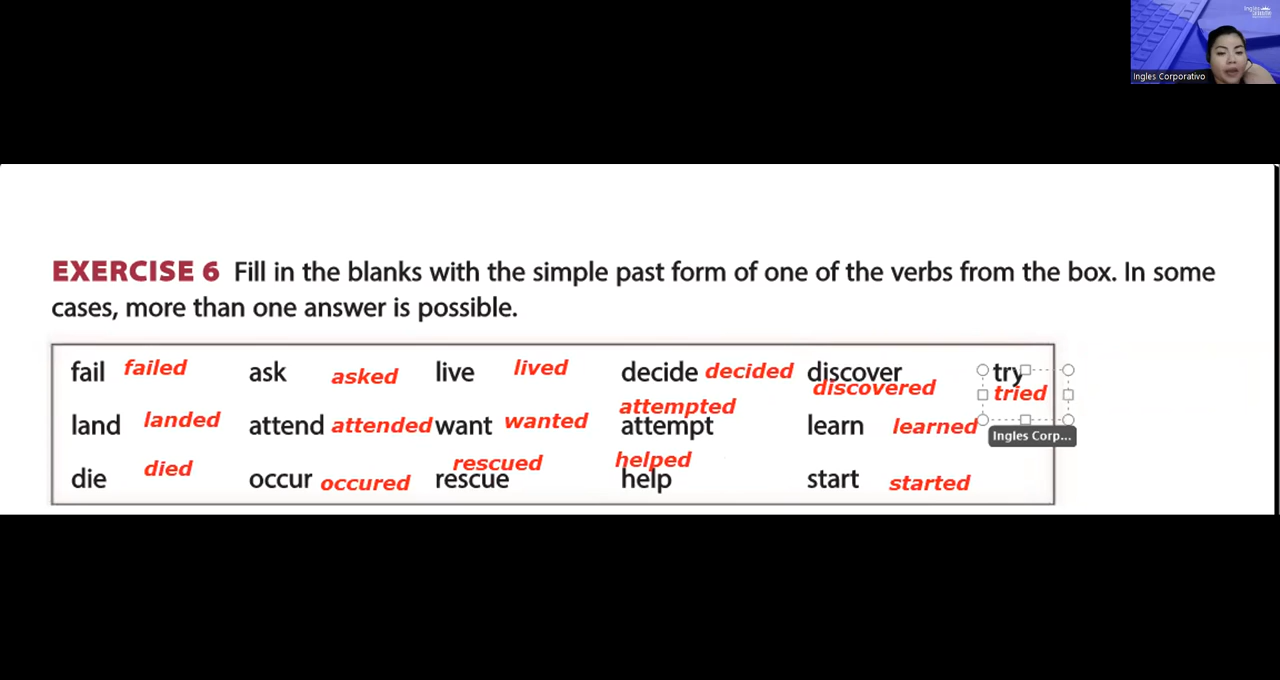 Ingles Corporativo
EXERCISE 6 Fill in the blanks with the simple past form of one of the verbs from the box. In some
cases, more than one answer is possible.
fail failed ask asked live lived decide decided discover discovered try tried
land landed attend attended want wanted attempt attempted learn learned
Ingles Corp...
die died occur occured rescue rescued help helped start started